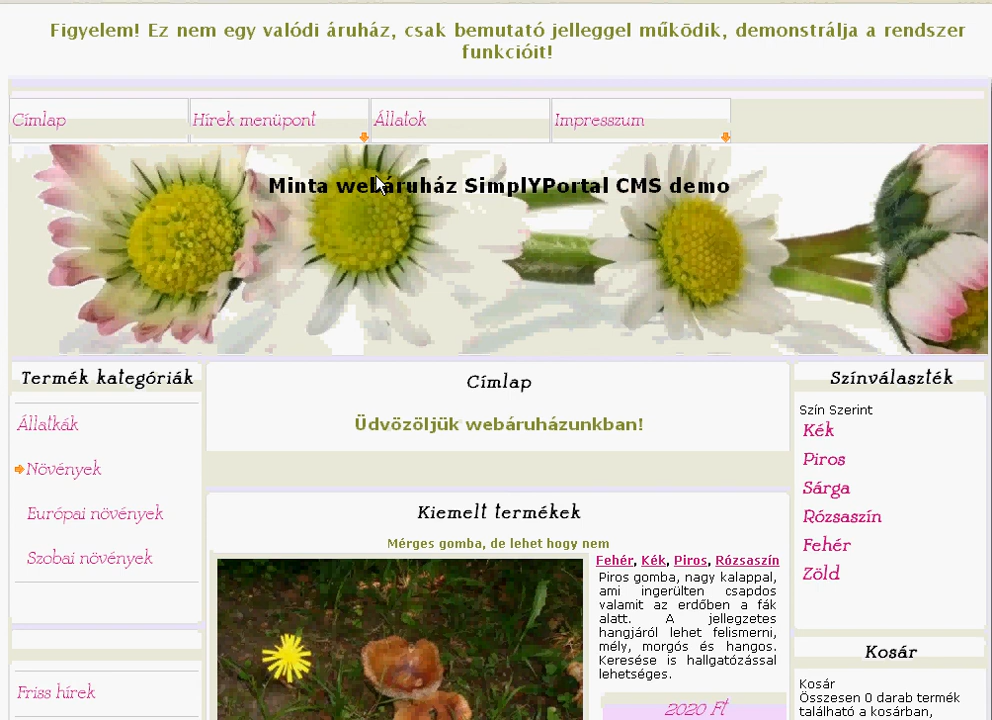 Figyelem! Ez nem egy valódi áruház, csak bemutató jelleggel működik, demonstrálja a rendszer
funkcióit!
Címlap
Hírek menüpont
Állatok
Impresszum
Minta webáruház SimplYPortal CMS demo
Termék kategóriák
Állatkák
Növények
Európai növények
Szobai növények
Friss hírek
Címlap
Üdvözöljük webáruházunkban!
Kiemelt termékek
Mérges gomba, de lehet hogy nem
Fehér, Kék, Piros, Rózsaszín
Piros gomba, nagy kalappal,
ami ingerülten csapdos
valamit az erdőben a fák
alatt. A jellegzetes
hangjáról lehet felismerni,
mély, morgós és hangos.
Keresése is hallgatózással
lehetséges.
2020 Ft
Színválaszték
Szín Szerint
Kék
Piros
Sárga
Rózsaszín
Fehér
Zöld
Kosár
Kosár
Összesen 0 darab termék
található a kosárban,